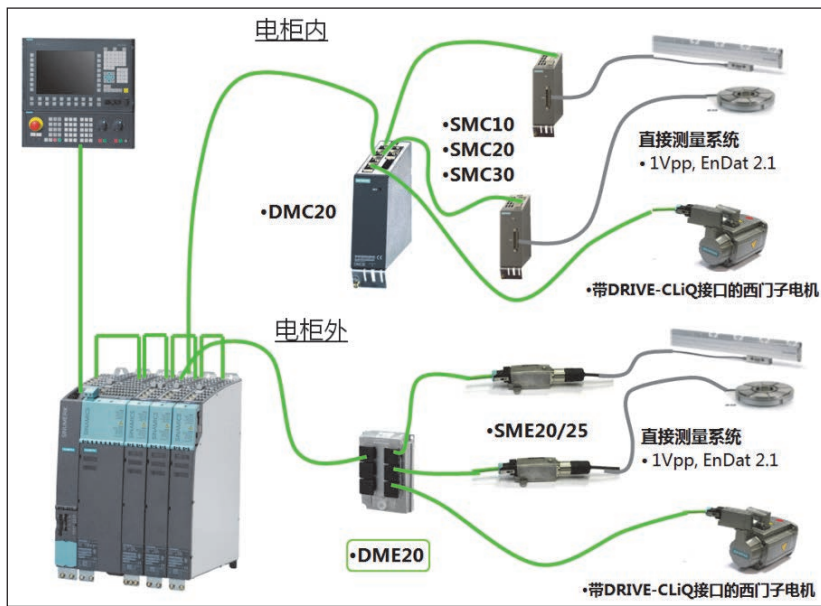 电柜内
•SMC10
•SMC20
•SMC30
直接测量系统
• 1Vpp, EnDat 2.1
•DMC20
•带DRIVE-CLiQ接口的西门子电机
电柜外
•SME20/25
直接测量系统
• 1Vpp, EnDat 2.1
•DME20
•带DRIVE-CLiQ接口的西门子电机